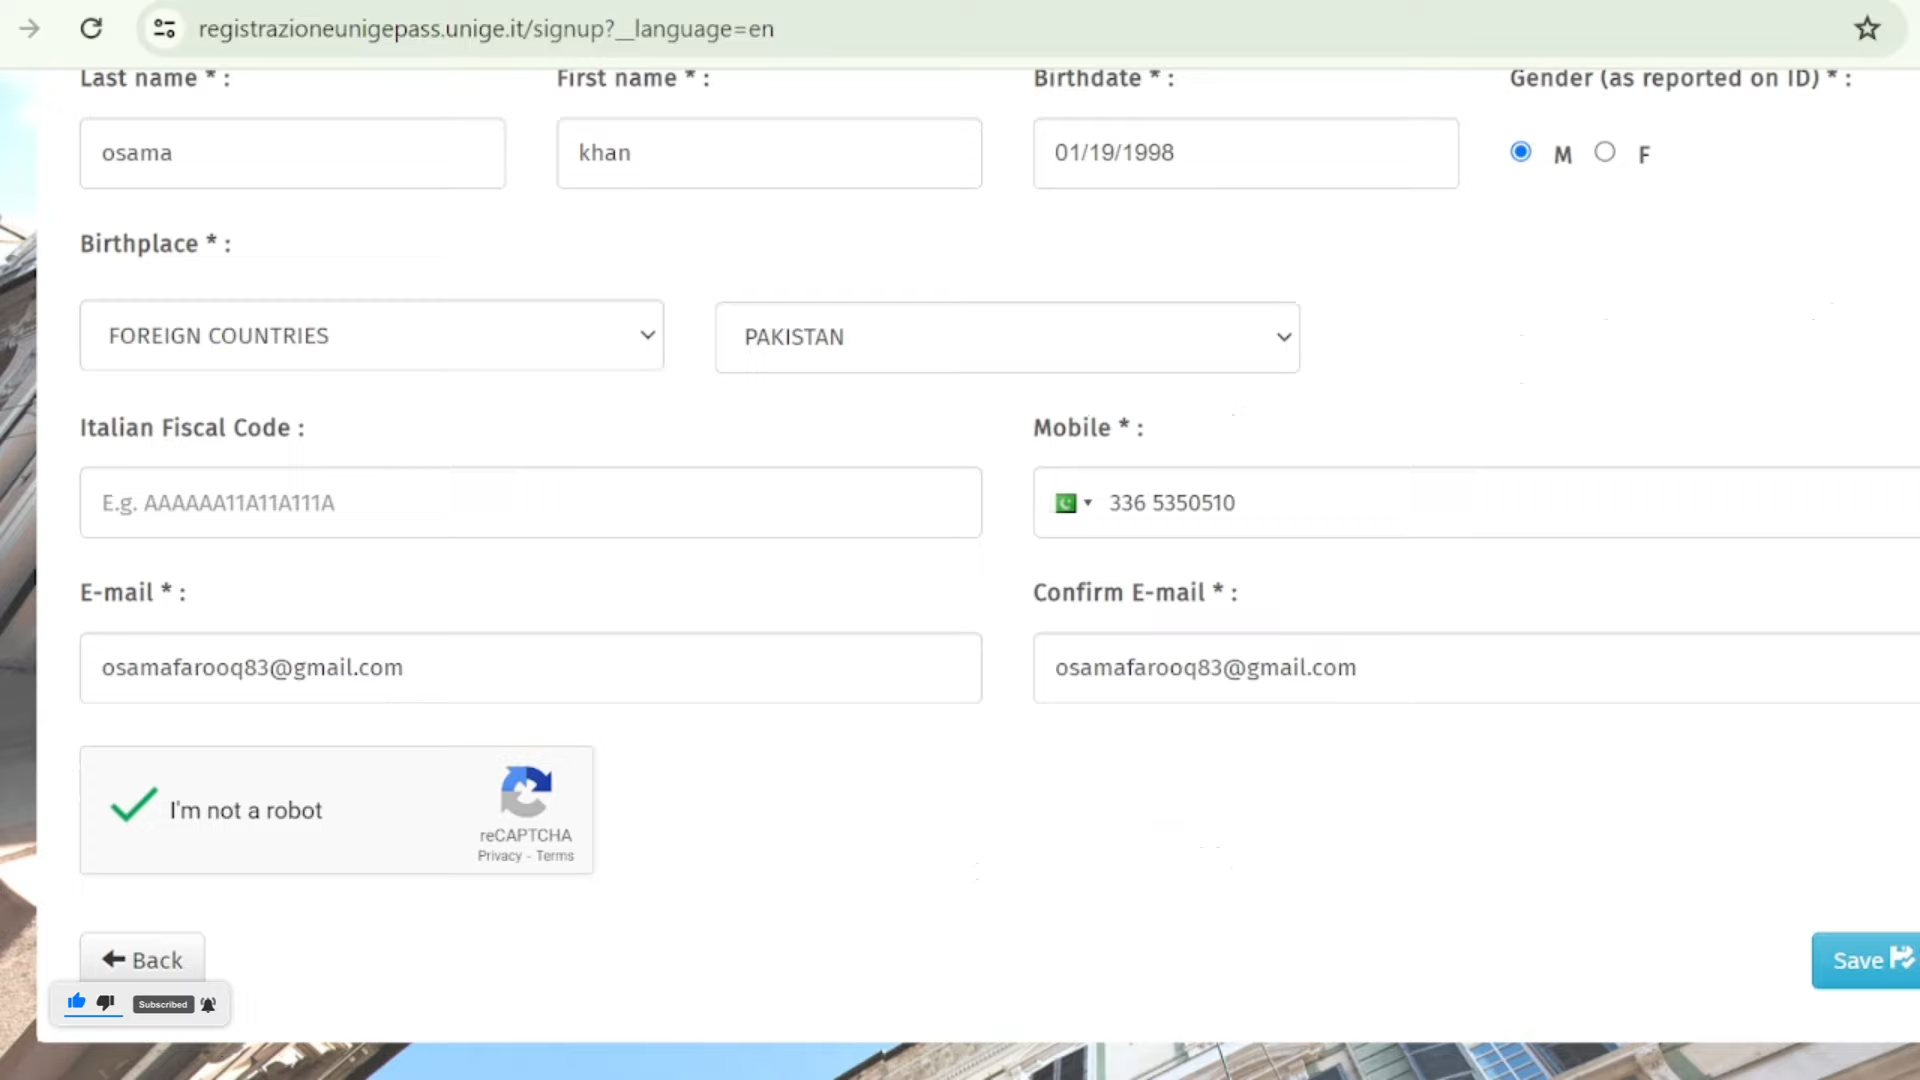 registrazioneunigepass.unige.it/signup?__language=en
Last name * : First name * : Birthdate * : Gender (as reported on ID) * :
osama khan 01/19/1998 M F
Birthplace * :
FOREIGN COUNTRIES PAKISTAN
Italian Fiscal Code : Mobile * :
E.g. AAAAAA11A11A111A 336 5350510
E-mail * : Confirm E-mail * :
osamafarooq83@gmail.com osamafarooq83@gmail.com
I'm not a robot
reCAPTCHA
Privacy - Terms
Back Save
Subscribed